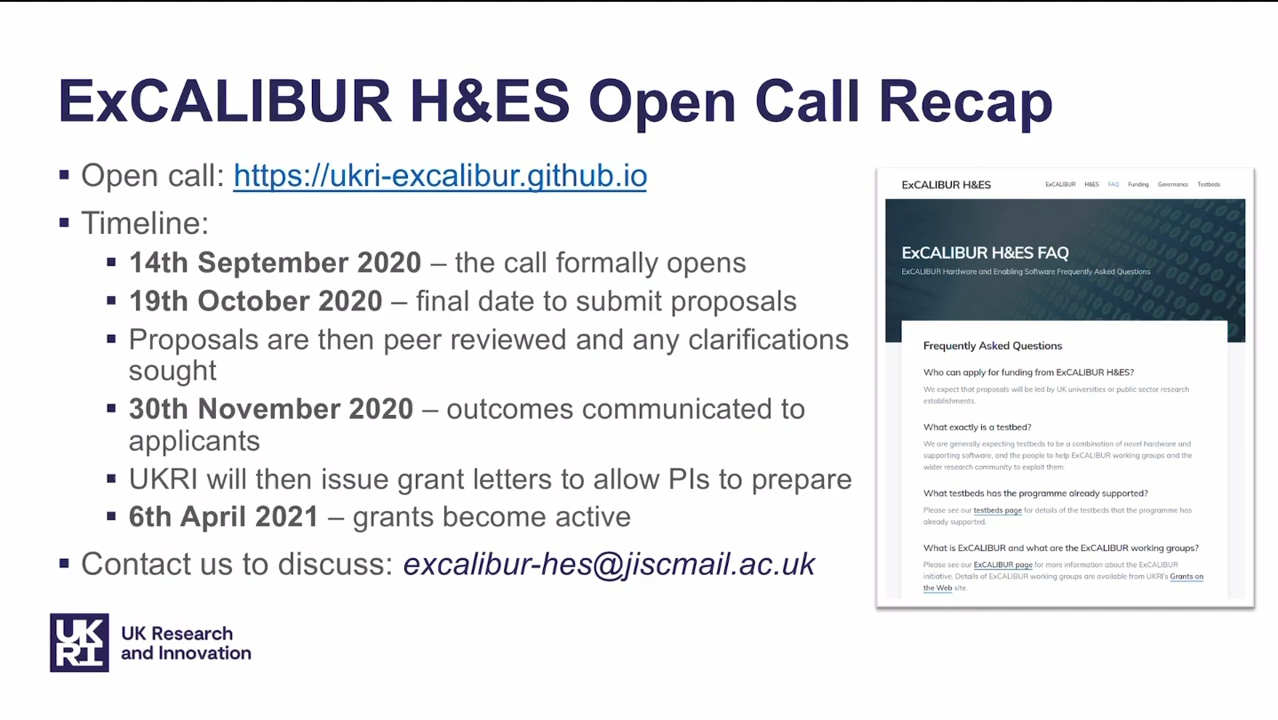 ExCALIBUR H&ES Open Call Recap
▪ Open call: https://ukri-excalibur.github.io
▪ Timeline:
▪ 14th September 2020 – the call formally opens
▪ 19th October 2020 – final date to submit proposals
▪ Proposals are then peer reviewed and any clarifications
sought
▪ 30th November 2020 – outcomes communicated to
applicants
▪ UKRI will then issue grant letters to allow PIs to prepare
▪ 6th April 2021 – grants become active
▪ Contact us to discuss: excalibur-hes@jiscmail.ac.uk
ExCALIBUR H&ES
ExCALIBUR H&ES FAQ Funding Governance Testbeds
ExCALIBUR H&ES FAQ
ExCALIBUR Hardware and Enabling Software Frequently Asked Questions
Frequently Asked Questions
Who can apply for funding from ExCALIBUR H&ES?
We expect that proposals will be led by UK universities or public sector research
establishments.
What exactly is a testbed?
We are generally expecting testbeds to be a combination of novel hardware and
supporting software, and the people to help ExCALIBUR working groups and the
wider research community to exploit them.
What testbeds has the programme already supported?
Please see our testbeds page for details of the testbeds that the programme has
already supported.
What is ExCALIBUR and what are the ExCALIBUR working groups?
Please see our ExCALIBUR page for more information about the ExCALIBUR
initiative. Details of ExCALIBUR working groups are available from UKRI's Grants on
the Web site.
UKRI
UK Research
and Innovation